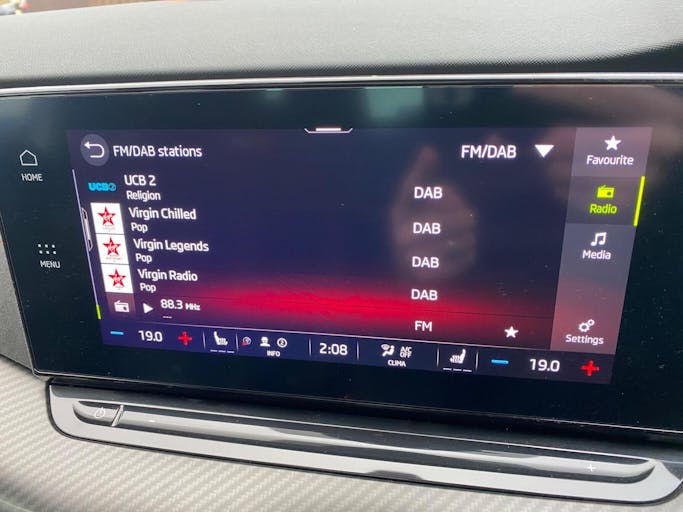 FM/DAB stations
FM/DAB
Favourite
HOME
UCB2
UCB 2
Religion
DAB
Radio
Virgin Chilled
Pop
DAB
MENU
Virgin Legends
Pop
DAB
Media
Virgin Radio
Pop
DAB
88.3 MHz
FM
Settings
19.0
INFO
2
2:08
A/C
OFF
CLIMA
19.0